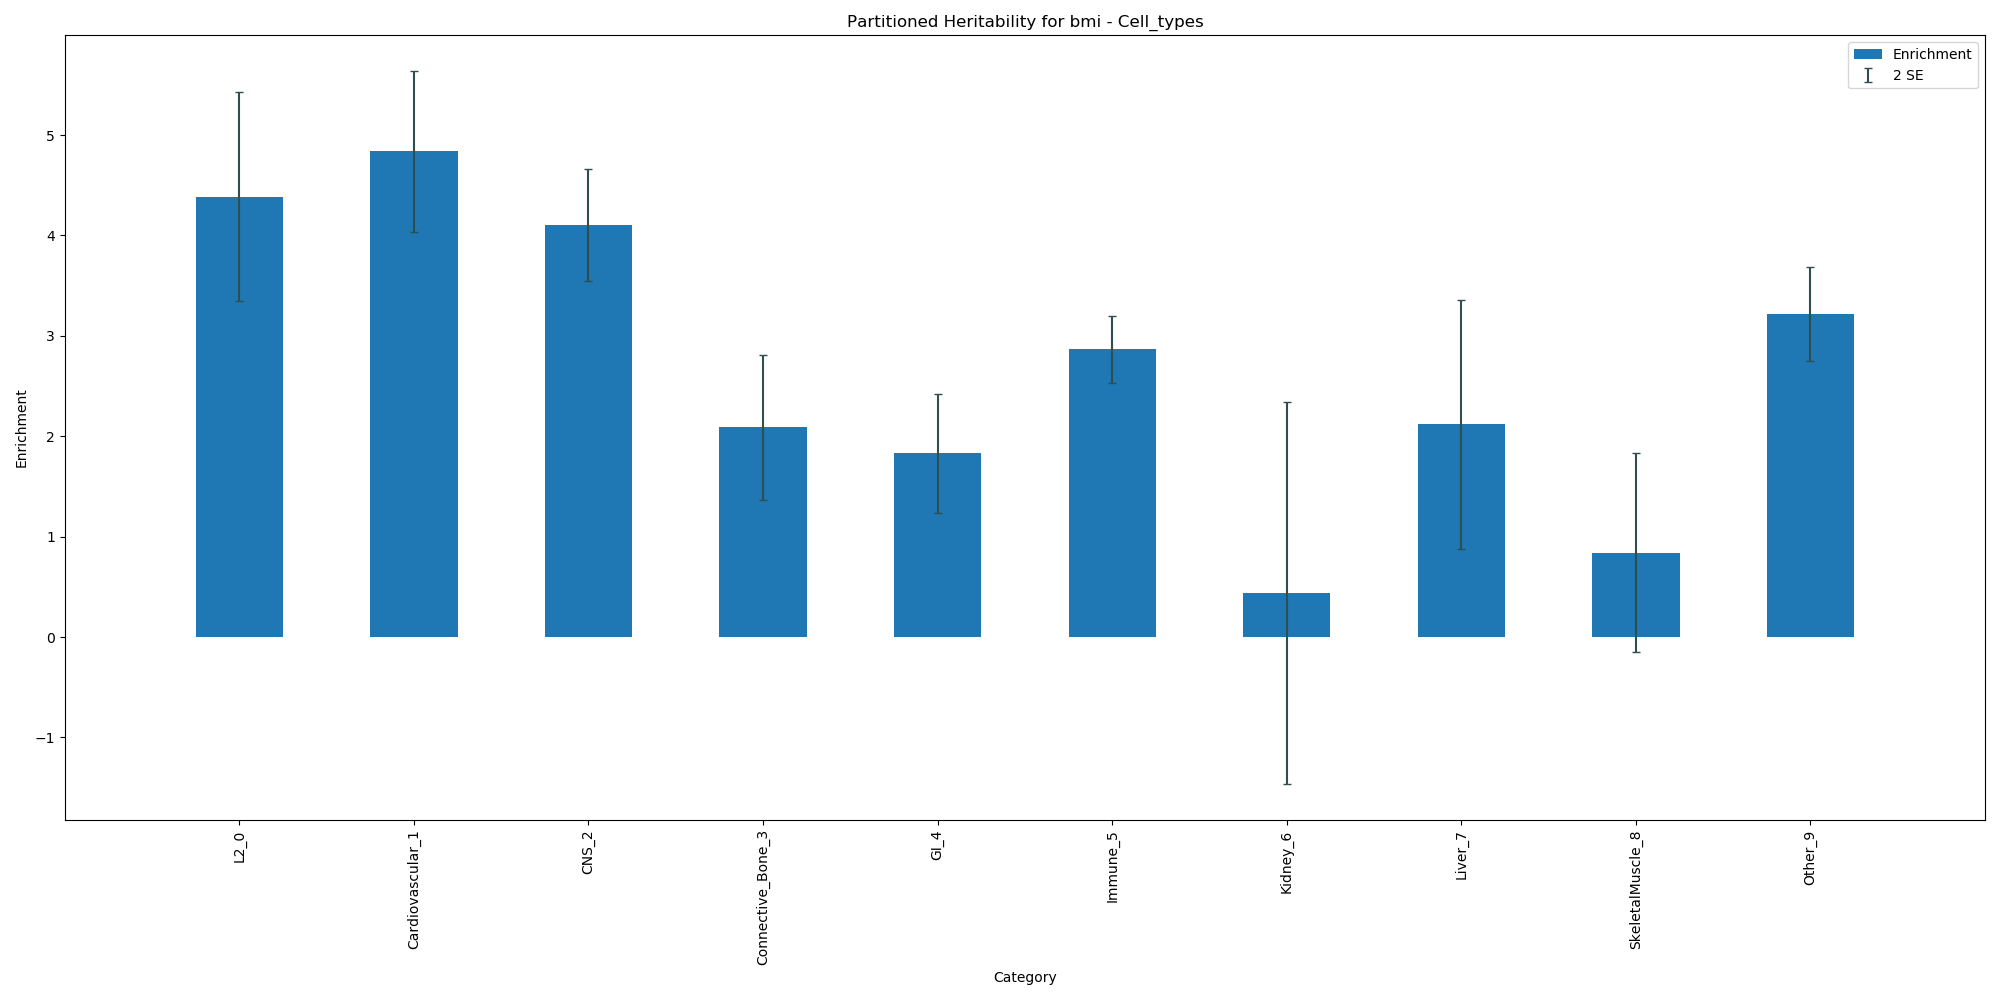 Partitioned Heritability for bmi - Cell_types
Enrichment
2 SE
Enrichment
5
4
3
2
1
0
−1
L2_0
Cardiovascular_1
CNS_2
Connective_Bone_3
GI_4
Immune_5
Kidney_6
Liver_7
SkeletalMuscle_8
Other_9
Category